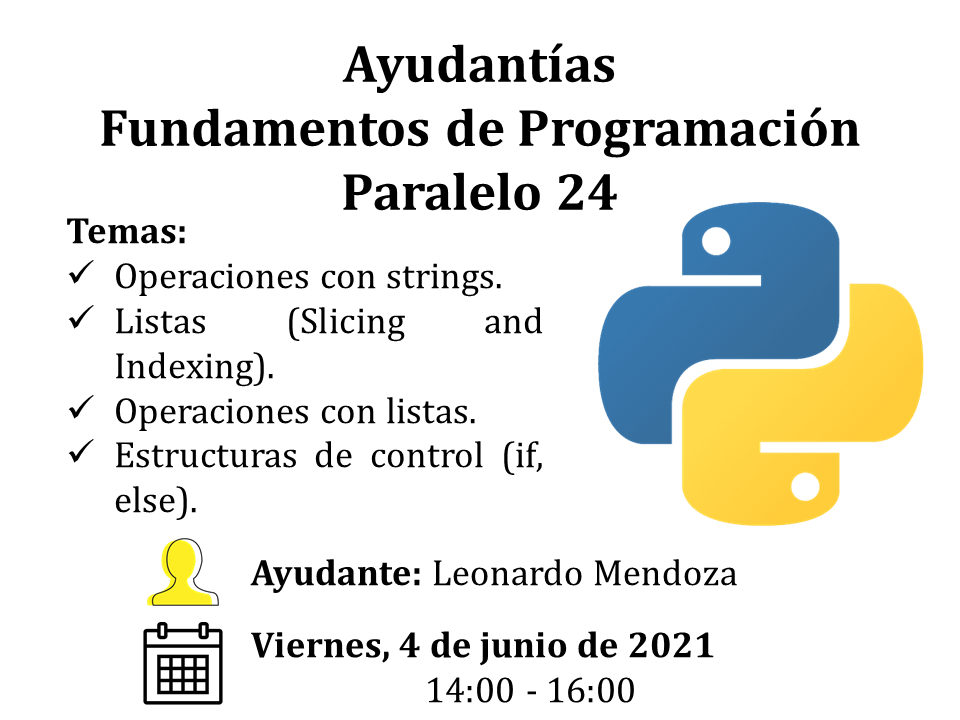 Ayudantías
Fundamentos de Programación
Paralelo 24
Temas:
✓ Operaciones con strings.
✓ Listas (Slicing and
Indexing).
✓ Operaciones con listas.
✓ Estructuras de control (if,
else).
Ayudante: Leonardo Mendoza
Viernes, 4 de junio de 2021
14:00 - 16:00